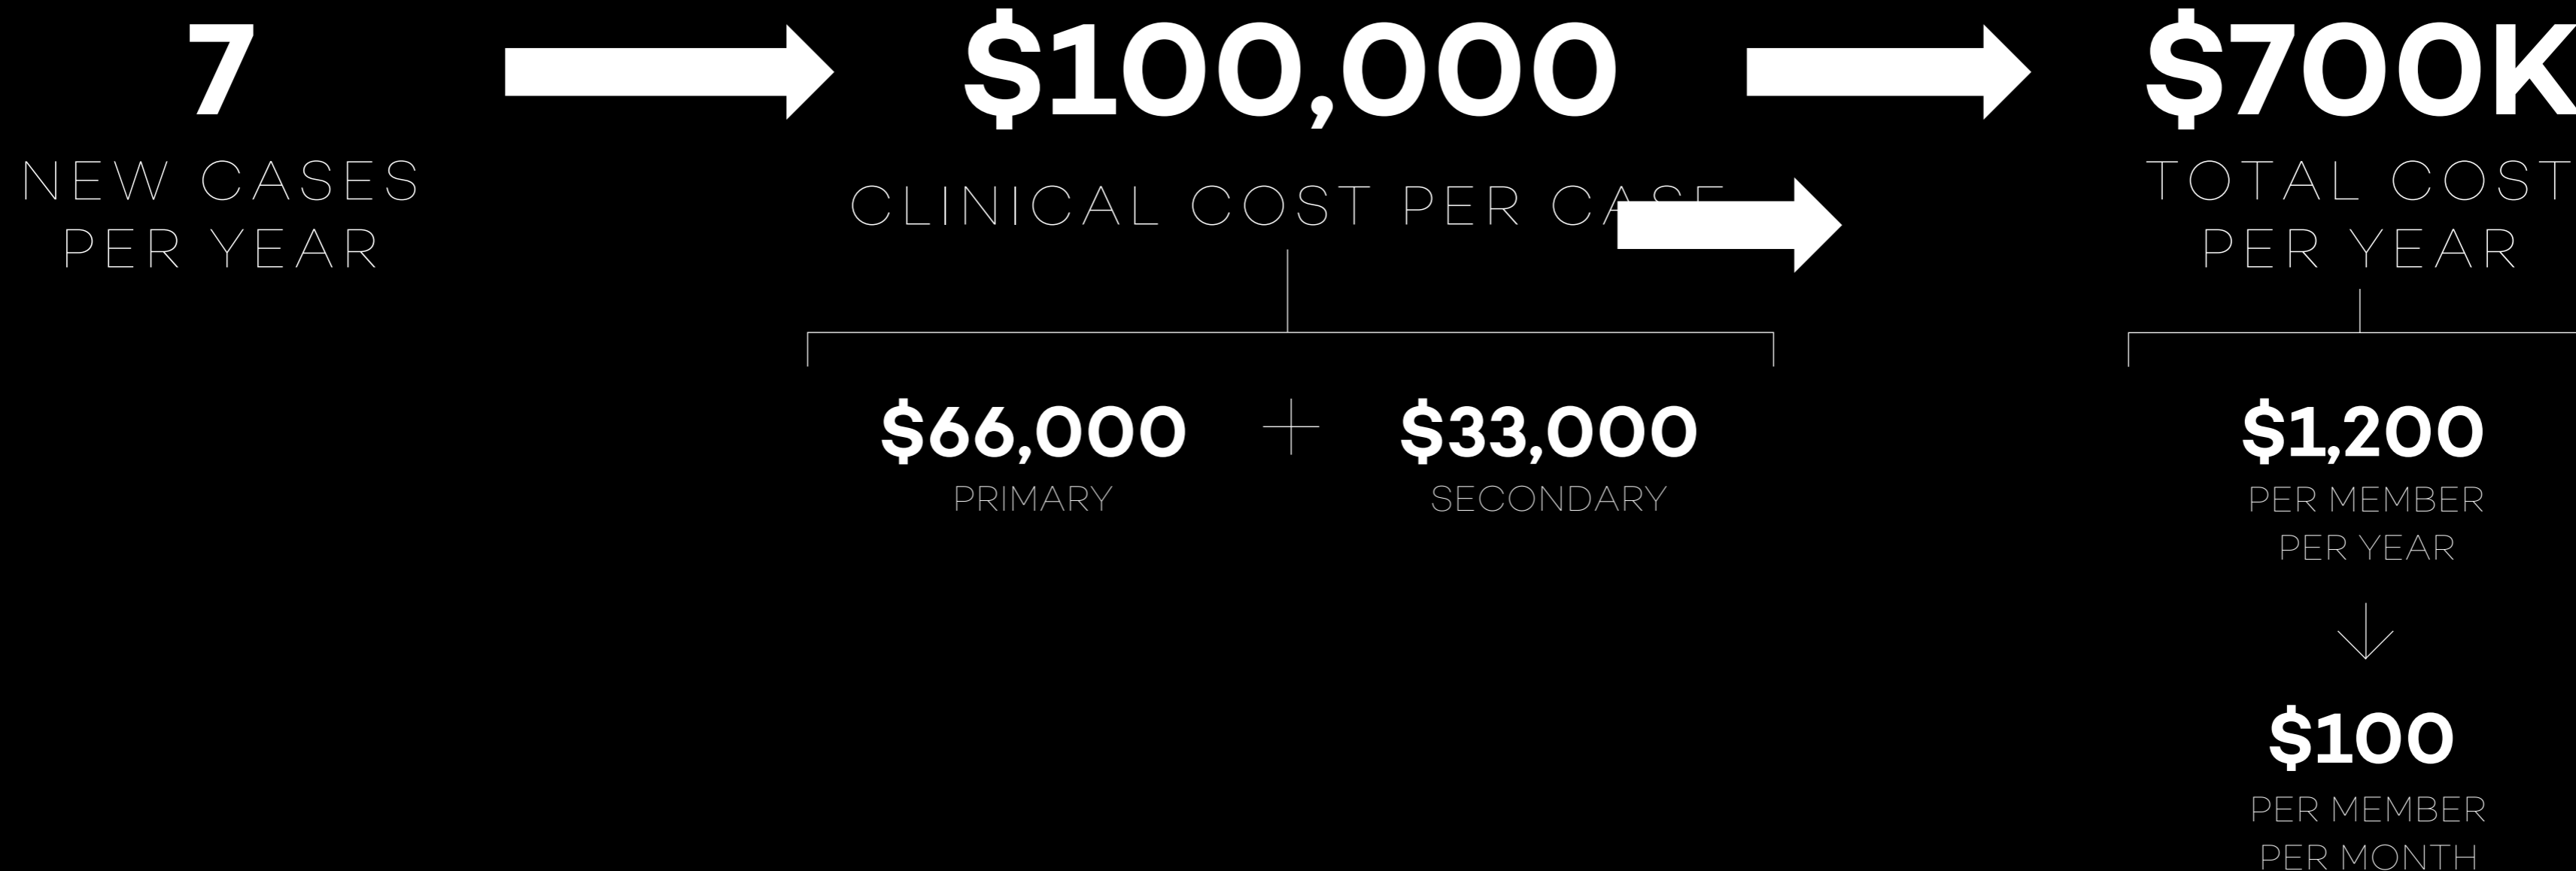 7
NEW CASES
PER YEAR
$100,000
CLINICAL COST PER CASE
$66,000
PRIMARY
+
$33,000
SECONDARY
$700K
TOTAL COST
PER YEAR
$1,200
PER MEMBER
PER YEAR
$100
PER MEMBER
PER MONTH